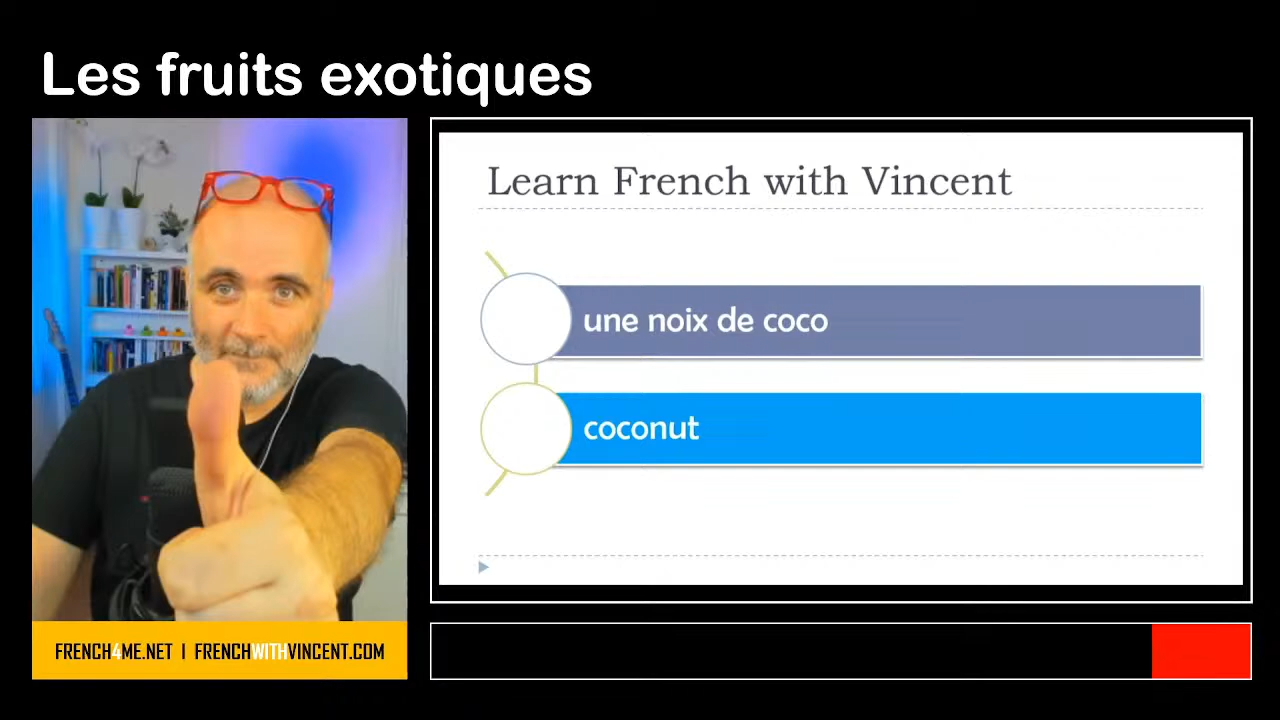 Les fruits exotiques
Learn French with Vincent
une noix de coco
coconut
FRENCH4ME.NET I FRENCHWITHVINCENT.COM